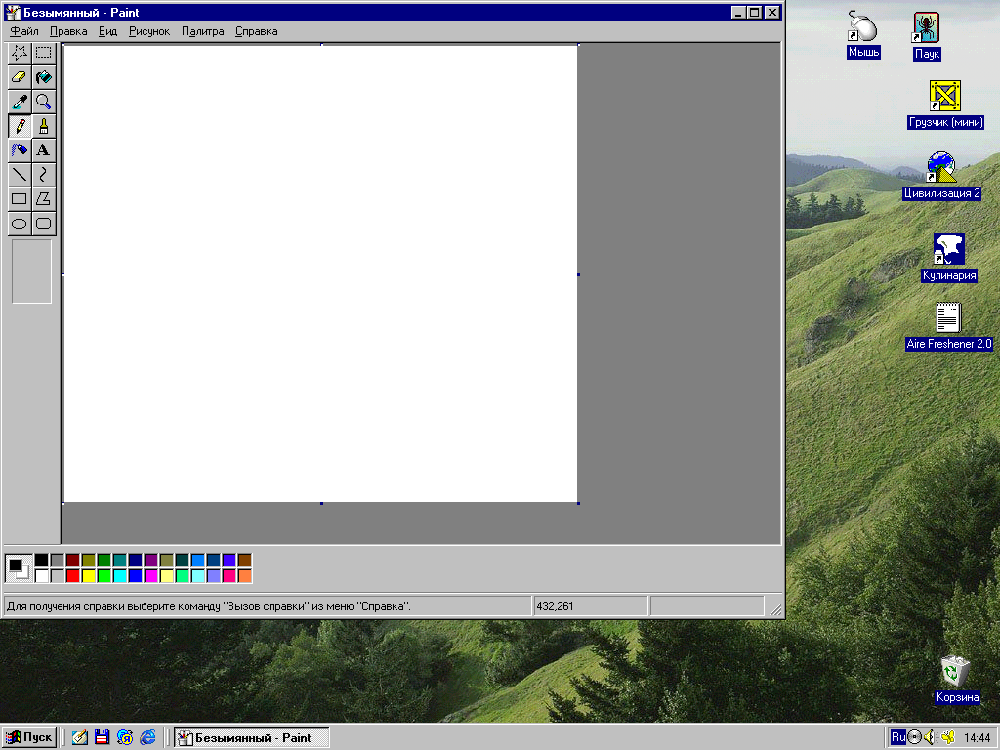 Безымянный - Paint
Файл Правка Вид Рисунок Палитра Справка
A
Мышь
Паук
Грузчик (мини)
Цивилизация 2
Кулинария
Aire Freshener 2.0
Для получения справки выберите команду "Вызов справки" из меню "Справка".
432,261
Корзина
Пуск
Безымянный - Paint
Ru
14:44